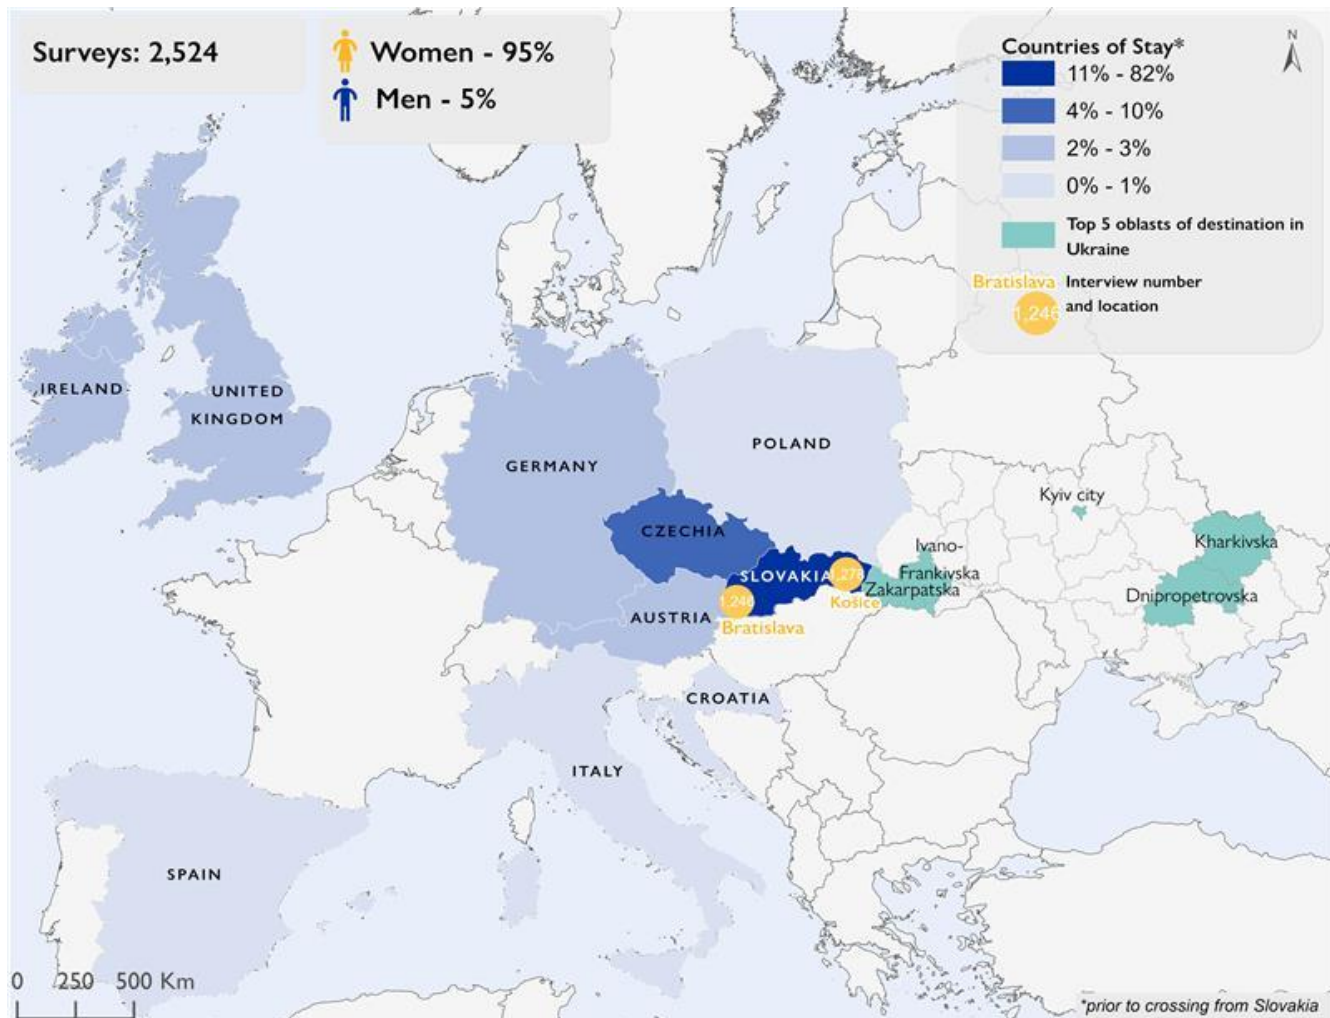 Surveys: 2,524
Women - 95%
Men - 5%
Countries of Stay*
11% - 82%
4% - 10%
2% - 3%
0% - 1%
Top 5 oblasts of destination in
Ukraine
Bratislava
1,246
Interview number
and location
N
IRELAND
UNITED
KINGDOM
GERMANY
POLAND
CZECHIA
SLOVAKIA
1,278
Košice
1,246
Bratislava
AUSTRIA
CROATIA
ITALY
SPAIN
Kyiv city
Ivano-
Frankivska
Zakarpatska
Kharkivska
Dnipropetrovska
0 250 500 Km
*prior to crossing from Slovakia